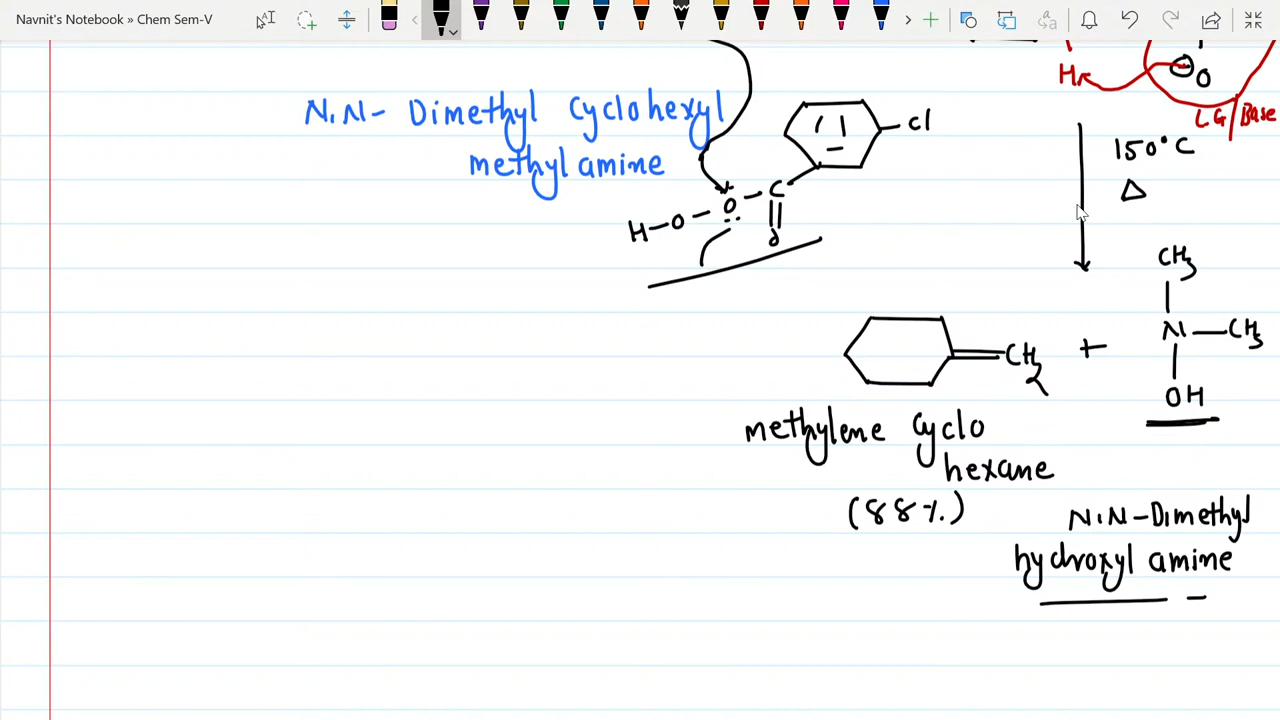 Navnit's Notebook » Chem Sem-V
N,N- Dimethyl Cyclohexyl
methyl amine
H-O-O-C
O
Cl
H
O
LG/Base
150°C
Δ
CH3
N-CH3
OH
CH2
+
methylene cyclo
hexane
(88%)
N,N-Dimethyl
hydroxyl amine